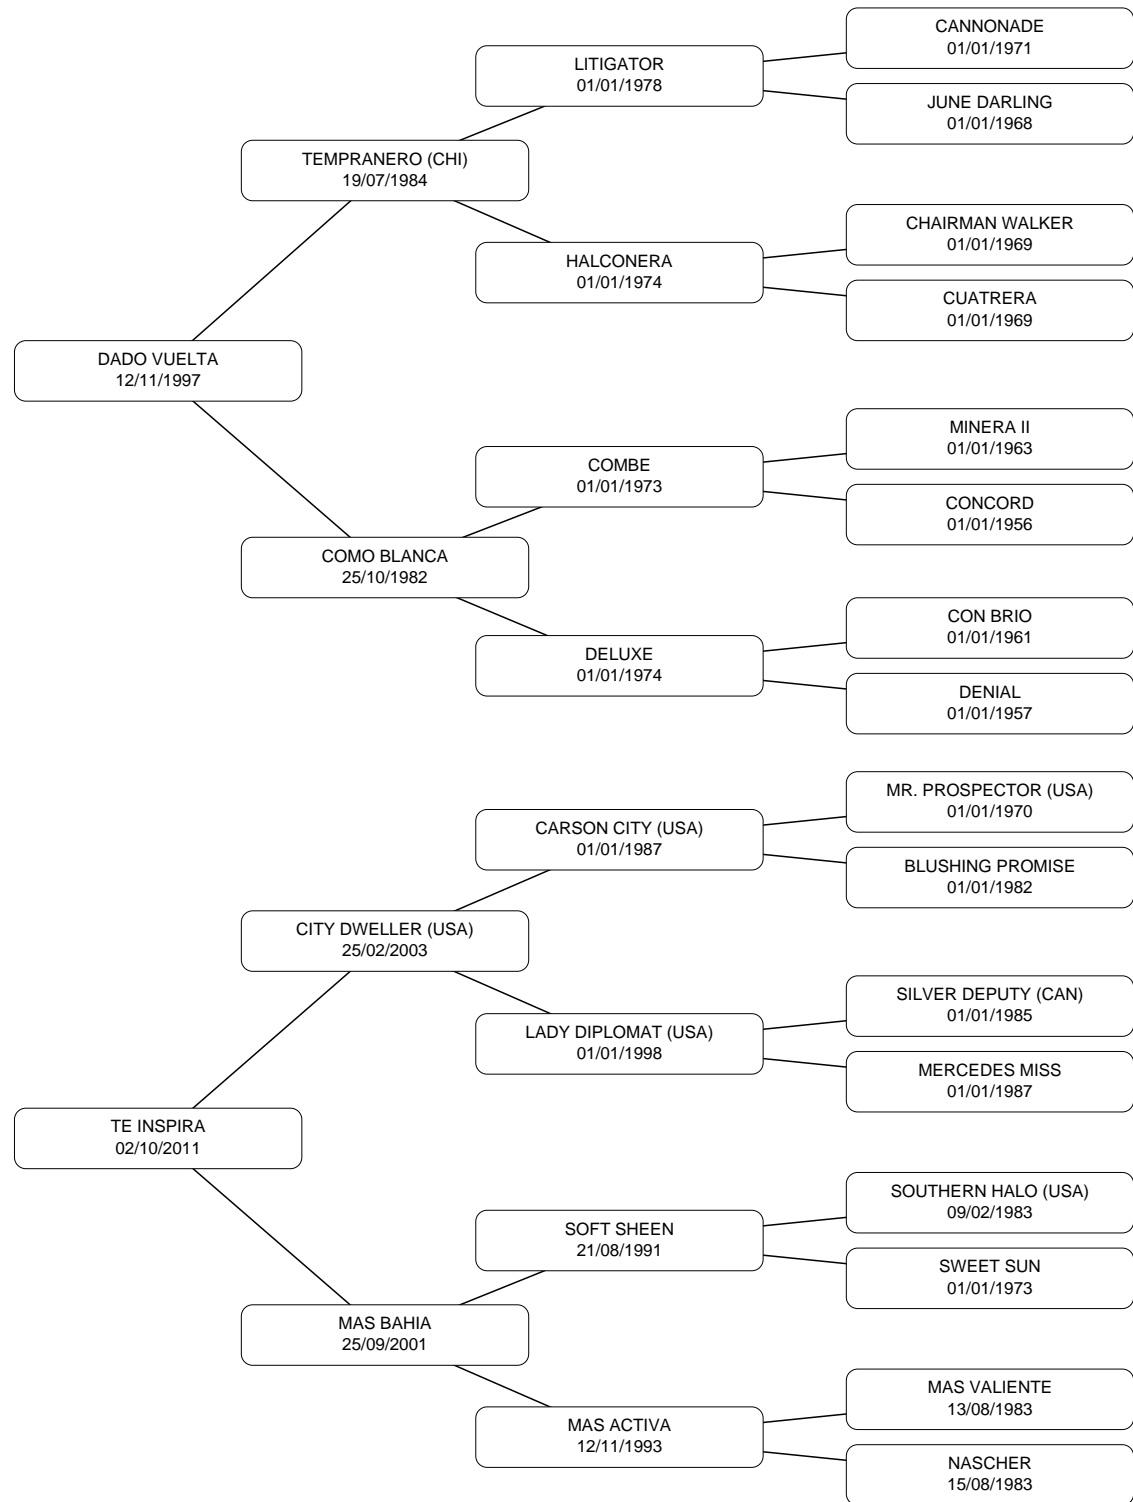 CANNONADE
01/01/1971
LITIGATOR
01/01/1978
JUNE DARLING
01/01/1968
TEMPRANERO (CHI)
19/07/1984
CHAIRMAN WALKER
01/01/1969
HALCONERA
01/01/1974
CUATRERA
01/01/1969
DADO VUELTA
12/11/1997
MINERA II
01/01/1963
COMBE
01/01/1973
CONCORD
01/01/1956
COMO BLANCA
25/10/1982
CON BRIO
01/01/1961
DELUXE
01/01/1974
DENIAL
01/01/1957
MR. PROSPECTOR (USA)
01/01/1970
CARSON CITY (USA)
01/01/1987
BLUSHING PROMISE
01/01/1982
CITY DWELLER (USA)
25/02/2003
SILVER DEPUTY (CAN)
01/01/1985
LADY DIPLOMAT (USA)
01/01/1998
MERCEDES MISS
01/01/1987
TE INSPIRA
02/10/2011
SOUTHERN HALO (USA)
09/02/1983
SOFT SHEEN
21/08/1991
SWEET SUN
01/01/1973
MAS BAHIA
25/09/2001
MAS VALIENTE
13/08/1983
MAS ACTIVA
12/11/1993
NASCHER
15/08/1983